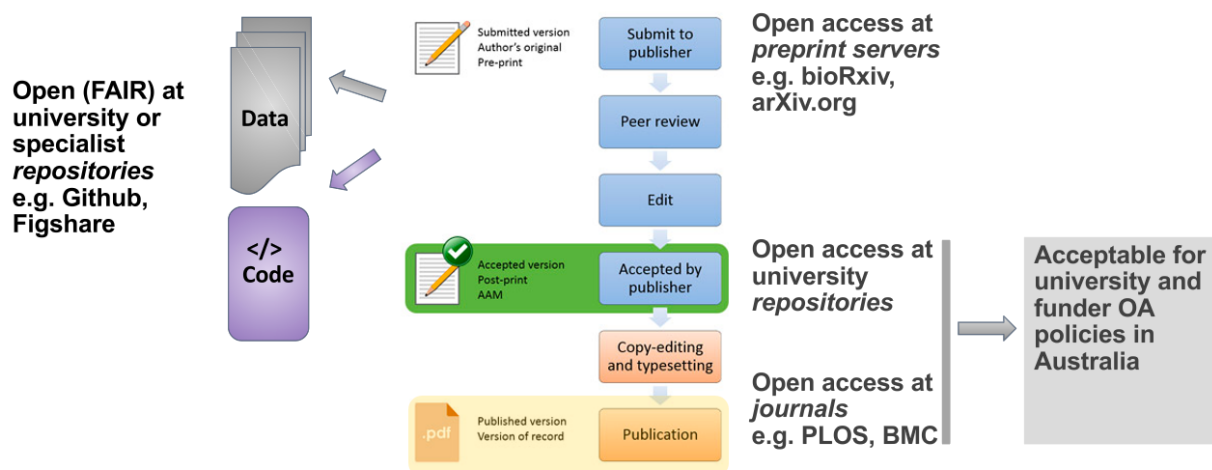 Open (FAIR) at
university or
specialist
repositories
e.g. Github,
Figshare
Data
</>
Code
Submitted version
Author's original
Pre-print
Submit to
publisher
Open access at
preprint servers
e.g. bioRxiv,
arXiv.org
Peer review
Edit
Accepted version
Post-print
AAM
Accepted by
publisher
Open access at
university
repositories
Copy-editing
and typesetting
.pdf
Published version
Version of record
Publication
Open access at
journals
e.g. PLOS, BMC
Acceptable for
university and
funder OA
policies in
Australia